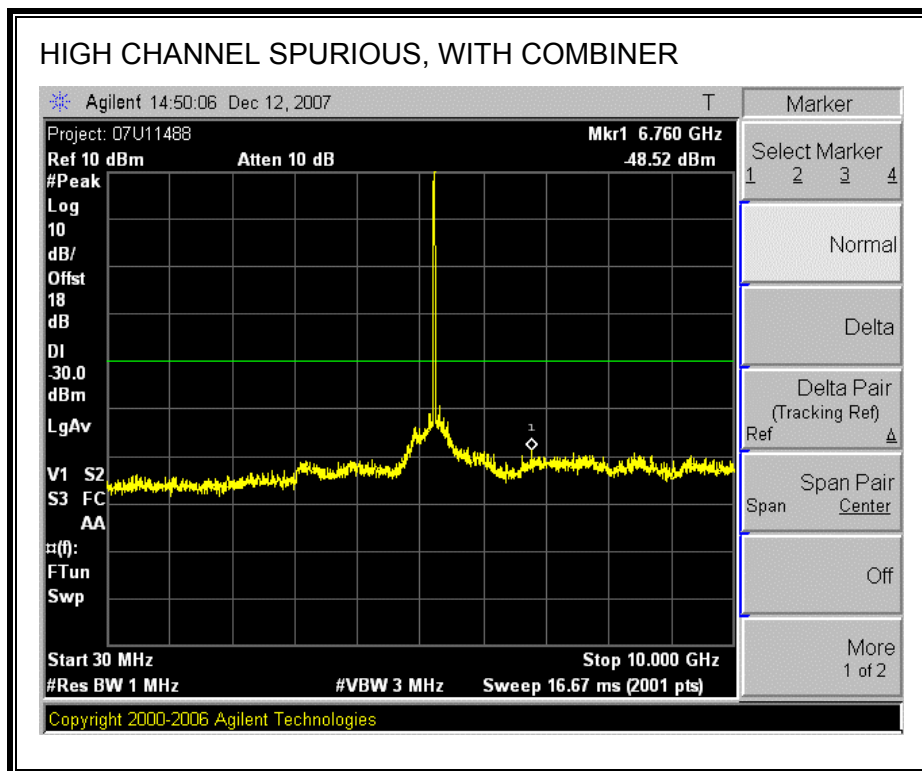 HIGH CHANNEL SPURIOUS, WITH COMBINER
Agilent 14:50:06 Dec 12, 2007 T
Project: 07U11488 Mkr1 6.760 GHz
Ref 10 dBm Atten 10 dB -48.52 dBm
#Peak
Log
10
dB/
Offst
18
dB
DI
-30.0
dBm
LgAv
V1 S2
S3 FC
AA
¤(f):
FTun
Swp
1
Start 30 MHz Stop 10.000 GHz
#Res BW 1 MHz #VBW 3 MHz Sweep 16.67 ms (2001 pts)
Copyright 2000-2006 Agilent Technologies
Marker
Select Marker
1 2 3 4
Normal
Delta
Delta Pair
(Tracking Ref)
Ref Δ
Span Pair
Span Center
Off
More
1 of 2